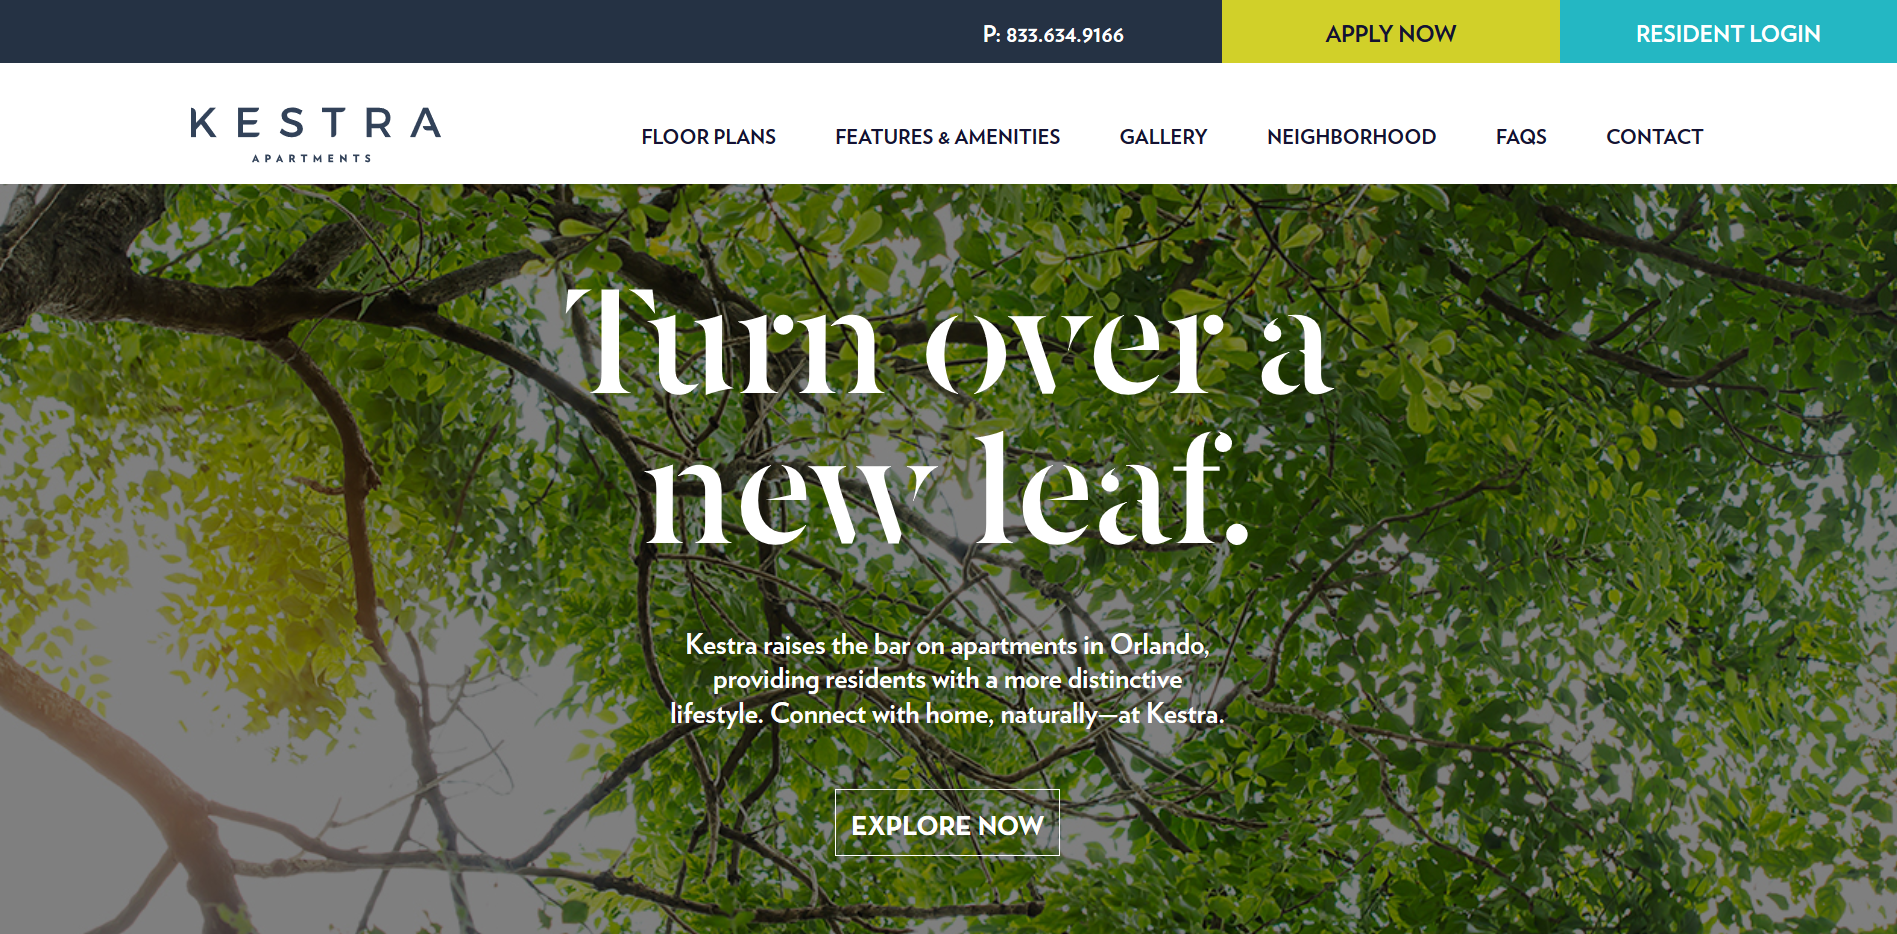 P: 833.634.9166
APPLY NOW
RESIDENT LOGIN
KESTRA
APARTMENTS
FLOOR PLANS
FEATURES & AMENITIES
GALLERY
NEIGHBORHOOD
FAQS
CONTACT
Turn over a
new leaf.
Kestra raises the bar on apartments in Orlando,
providing residents with a more distinctive
lifestyle. Connect with home, naturally—at Kestra.
EXPLORE NOW